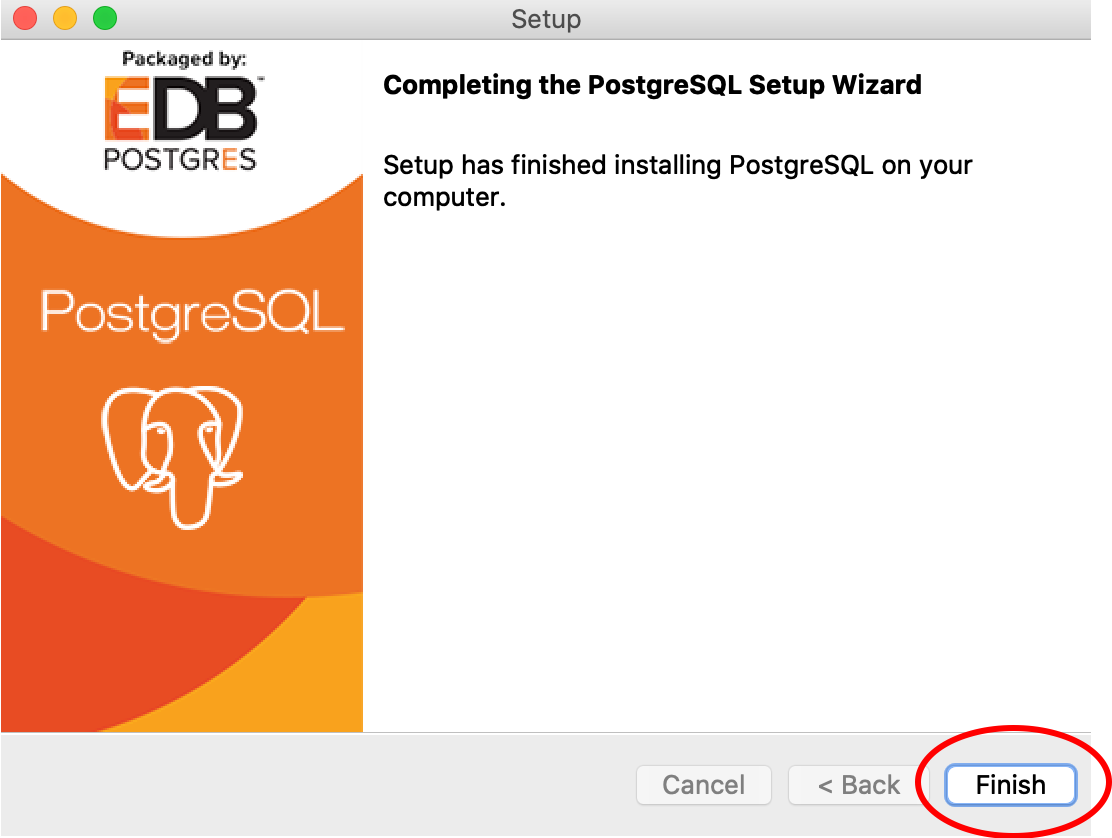 Setup
Packaged by:
EDB™
POSTGRES
PostgreSQL
Completing the PostgreSQL Setup Wizard
Setup has finished installing PostgreSQL on your
computer.
Cancel
< Back
Finish